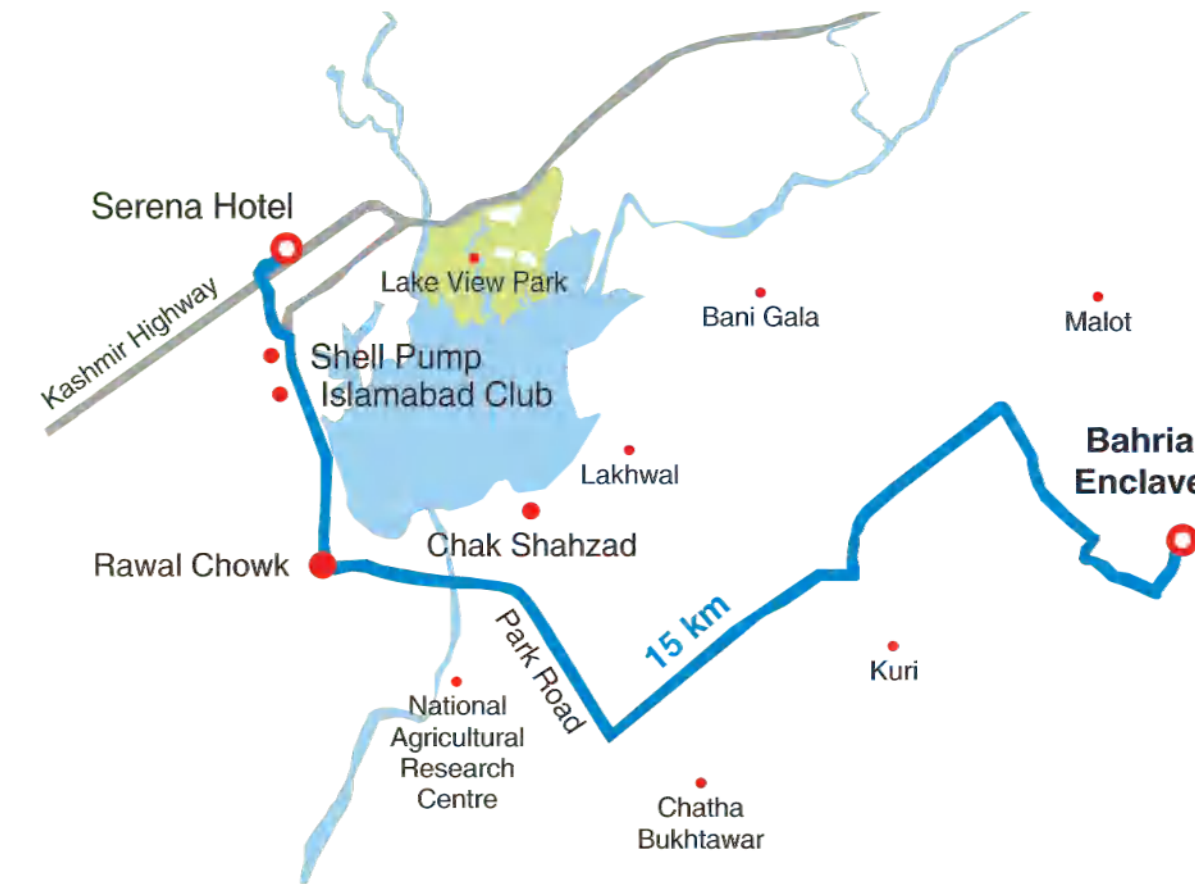 Serena Hotel
Lake View Park
Kashmir Highway
Bani Gala
Malot
Shell Pump
Islamabad Club
Bahria
Enclave
Lakhwal
Chak Shahzad
Rawal Chowk
15 km
Park Road
Kuri
National
Agricultural
Research
Centre
Chatha
Bukhtawar